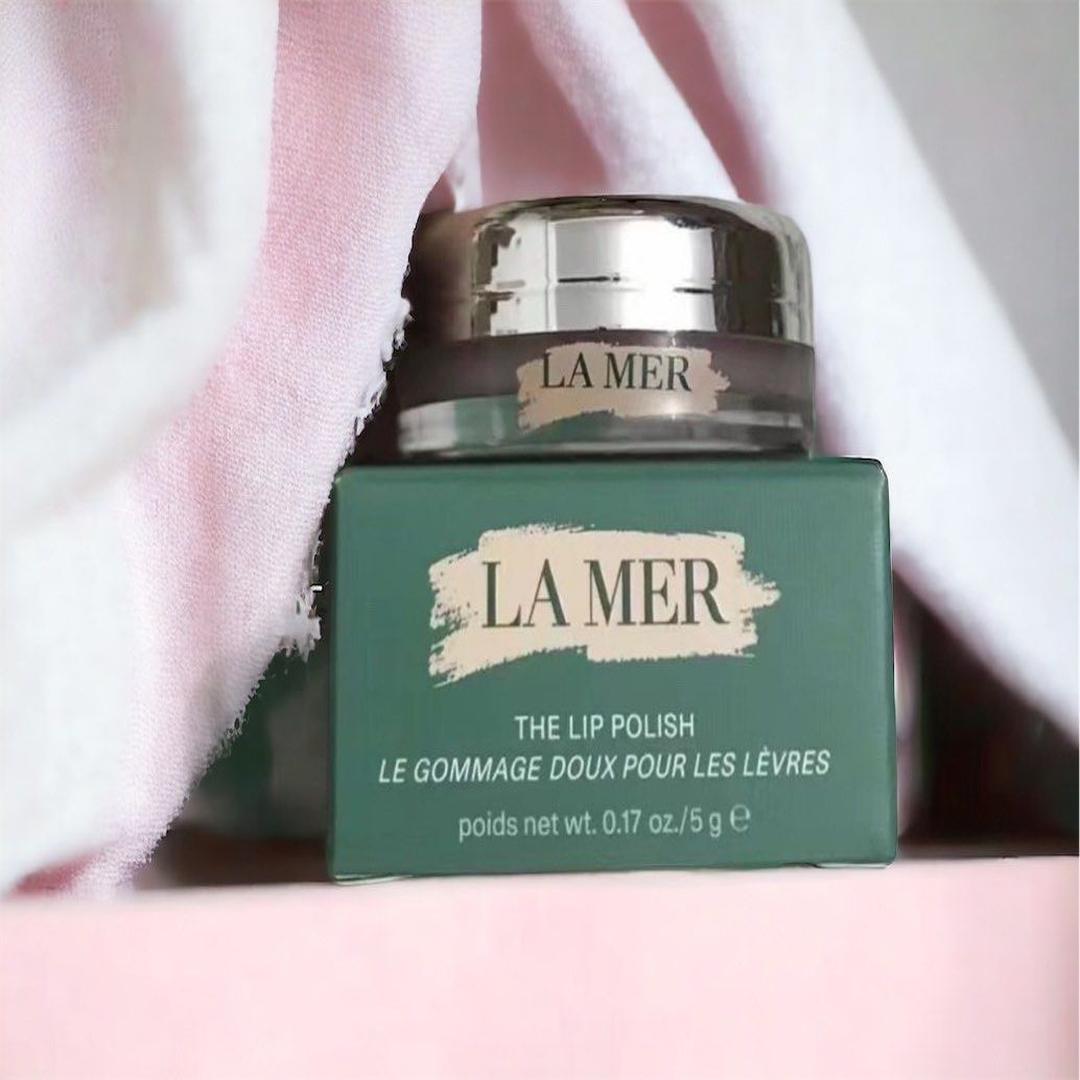 LA MER
LA MER
THE LIP POLISH
LE GOMMAGE DOUX POUR LES LÈVRES
poids net wt. 0.17 oz./5 g ℮